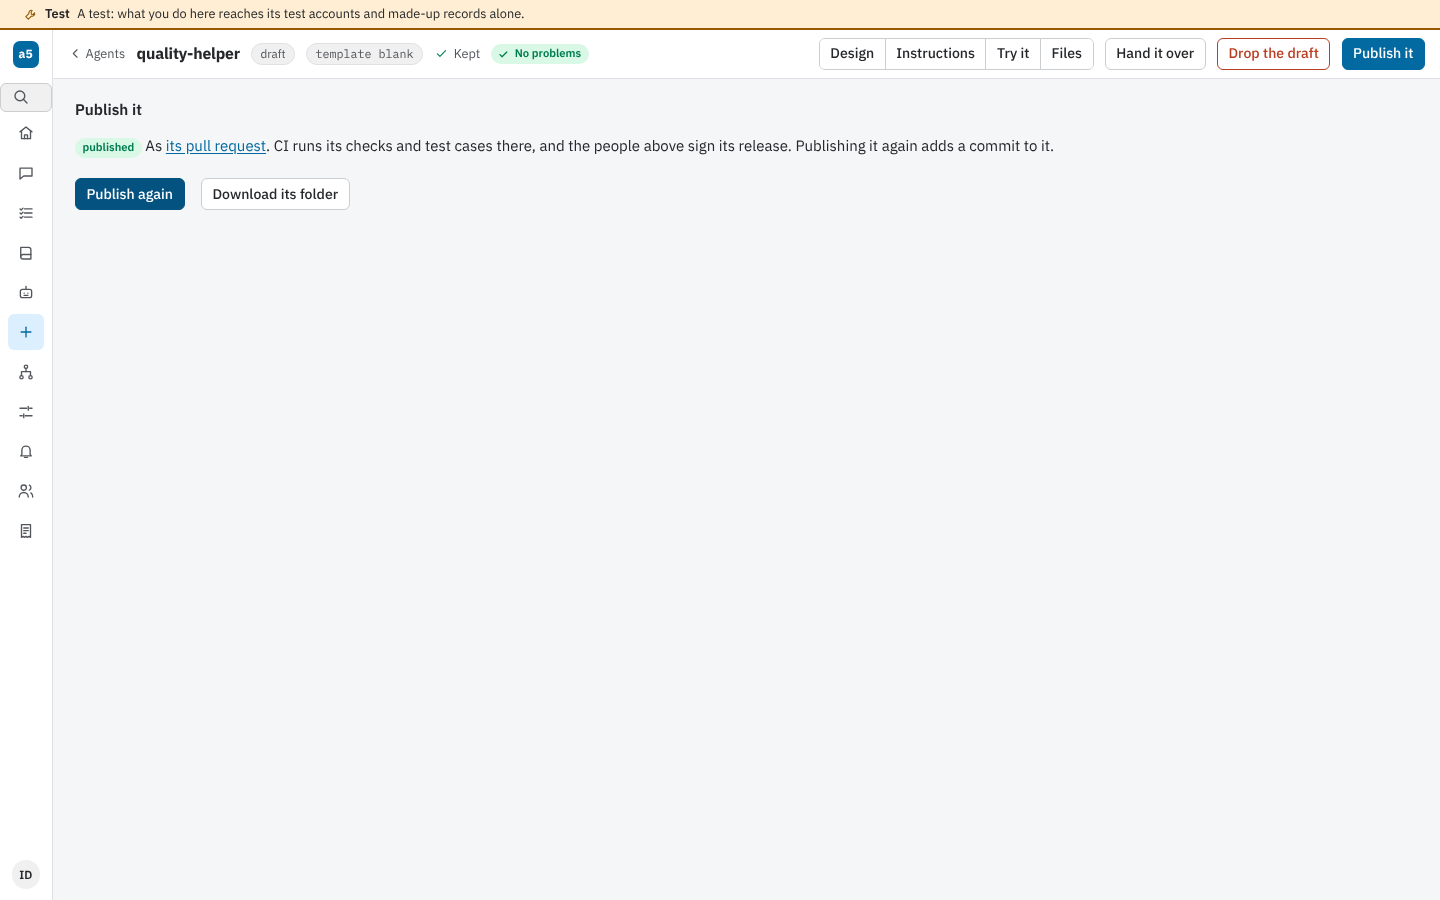 Test A test: what you do here reaches its test accounts and made-up records alone.
a5
Agents quality-helper draft template blank Kept No problems Design Instructions Try it Files Hand it over Drop the draft Publish it
Publish it
published As its pull request. CI runs its checks and test cases there, and the people above sign its release. Publishing it again adds a commit to it.
Publish again Download its folder
ID